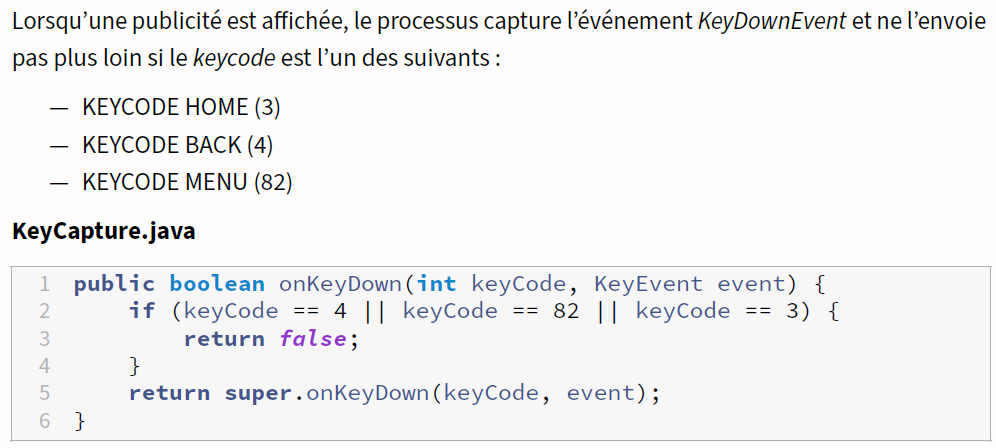 Lorsqu’une publicité est affichée, le processus capture l’événement KeyDownEvent et ne l’envoie
pas plus loin si le keycode est l’un des suivants :
— KEYCODE HOME (3)
— KEYCODE BACK (4)
— KEYCODE MENU (82)
KeyCapture.java
1 public boolean onKeyDown(int keyCode, KeyEvent event) {
2     if (keyCode == 4 || keyCode == 82 || keyCode == 3) {
3         return false;
4     }
5     return super.onKeyDown(keyCode, event);
6 }